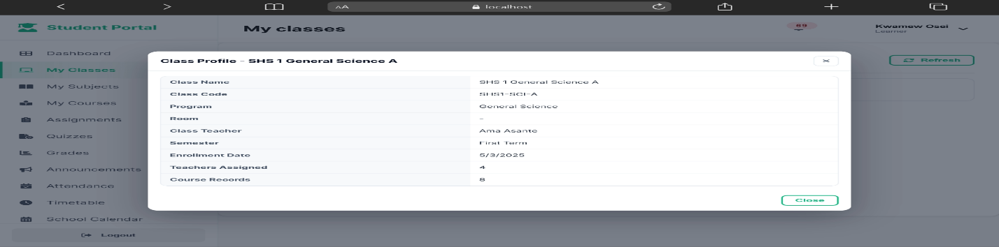 AA localhost
Student Portal
My classes
89
Kwamew Osei
Learner
Dashboard
My Classes
My Subjects
My Courses
Assignments
Quizzes
Grades
Announcements
Attendance
Timetable
School Calendar
Logout
Refresh
Class Profile - SHS 1 General Science A
×
Class Name SHS 1 General Science A
Class Code SHS1-SCI-A
Program General Science
Room -
Class Teacher Ama Asante
Semester First Term
Enrollment Date 5/3/2025
Teachers Assigned 4
Course Records 8
Close